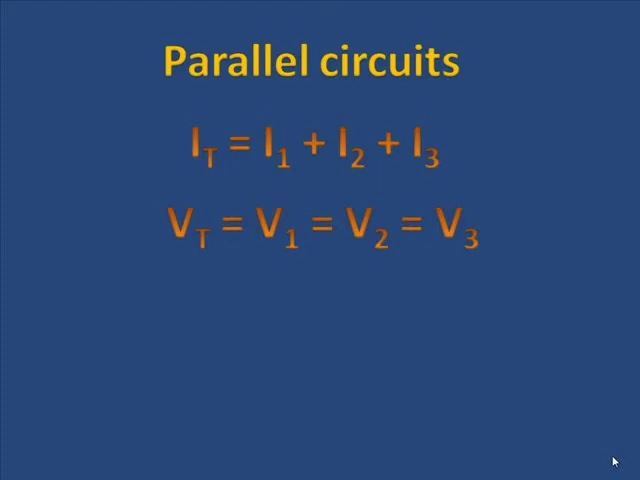 Parallel circuits
I_T = I_1 + I_2 + I_3
V_T = V_1 = V_2 = V_3